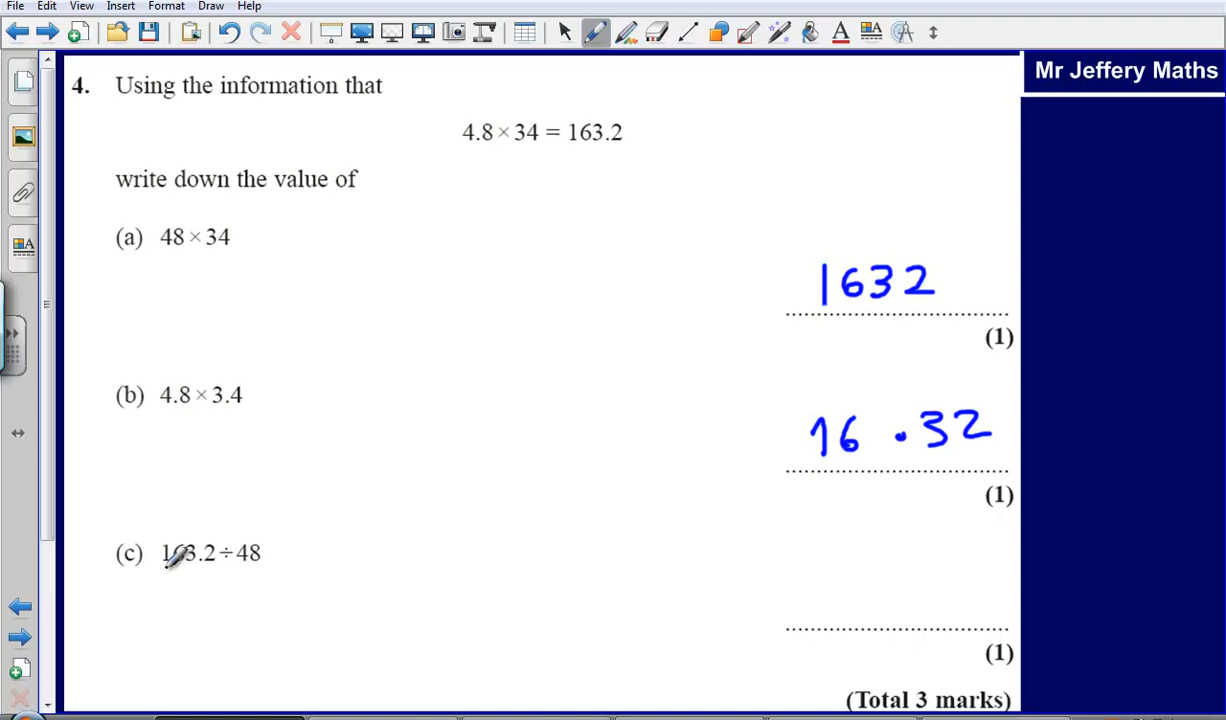 File Edit View Insert Format Draw Help
Mr Jeffery Maths
4. Using the information that
4.8 × 34 = 163.2
write down the value of
(a) 48 × 34
1632
(1)
(b) 4.8 × 3.4
16.32
(1)
(c) 163.2 ÷ 48
(1)
(Total 3 marks)